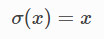 σ(x) = x